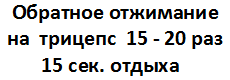 Обратное отжимание
на трицепс 15 - 20 раз
15 сек. отдыха